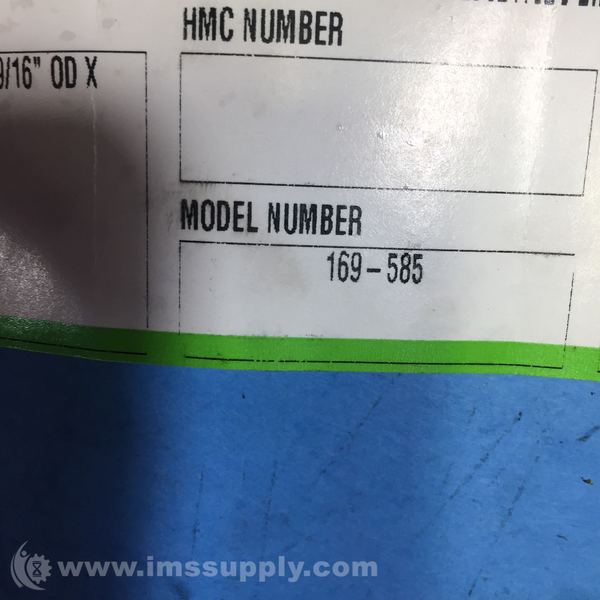 HMC NUMBER
9/16" OD X
MODEL NUMBER
169-585
www.imssupply.com